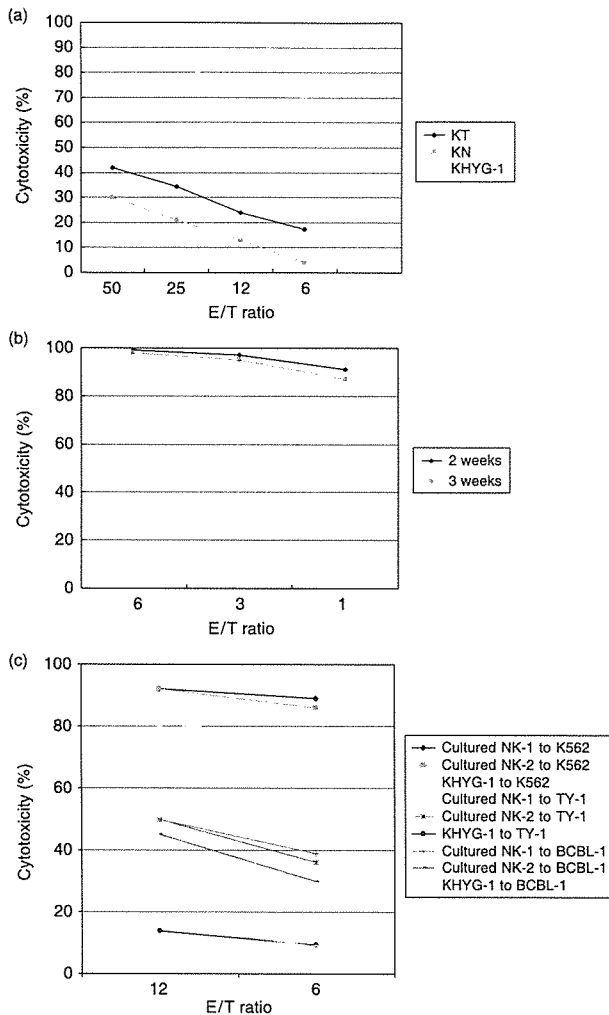 (a)
Cytotoxicity (%)
100
90
80
70
60
50
40
30
20
10
0
50 25 12 6
E/T ratio
KT
KN
KHYG-1
(b)
Cytotoxicity (%)
100
80
60
40
20
0
6 3 1
E/T ratio
2 weeks
3 weeks
(c)
Cytotoxicity (%)
100
80
60
40
20
0
12 6
E/T ratio
Cultured NK-1 to K562
Cultured NK-2 to K562
KHYG-1 to K562
Cultured NK-1 to TY-1
Cultured NK-2 to TY-1
KHYG-1 to TY-1
Cultured NK-1 to BCBL-1
Cultured NK-2 to BCBL-1
KHYG-1 to BCBL-1